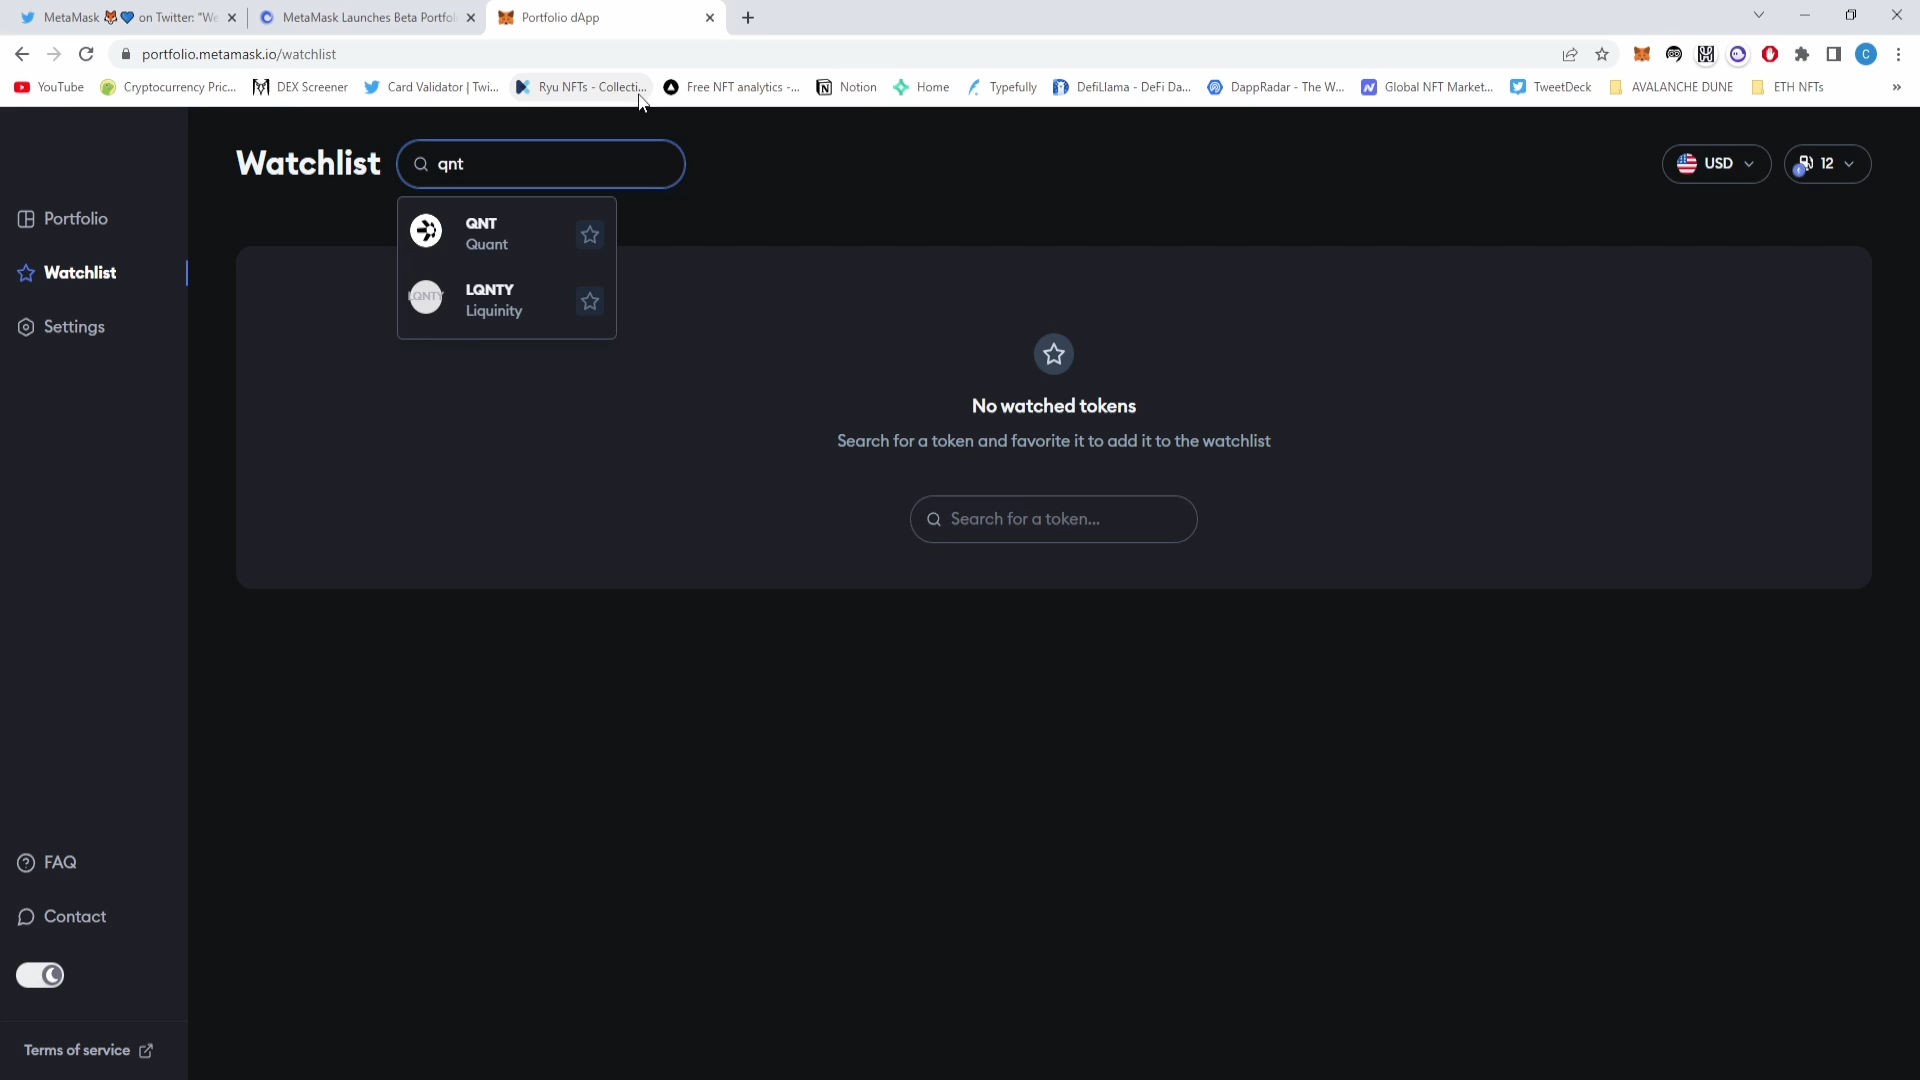 MetaMask 🦊💙 on Twitter: "We
MetaMask Launches Beta Portfol
Portfolio dApp
portfolio.metamask.io/watchlist
C
YouTube
Cryptocurrency Pric...
DEX Screener
Card Validator | Twi...
Ryu NFTs - Collecti...
Free NFT analytics -...
Notion
Home
Typefully
DefiLlama - DeFi Da...
DappRadar - The W...
Global NFT Market...
TweetDeck
AVALANCHE DUNE
ETH NFTs
»
Watchlist
qnt
USD
12
Portfolio
Watchlist
Settings
QNT
Quant
LQNTY
LQNTY
Liquinity
No watched tokens
Search for a token and favorite it to add it to the watchlist
Search for a token...
FAQ
Contact
Terms of service